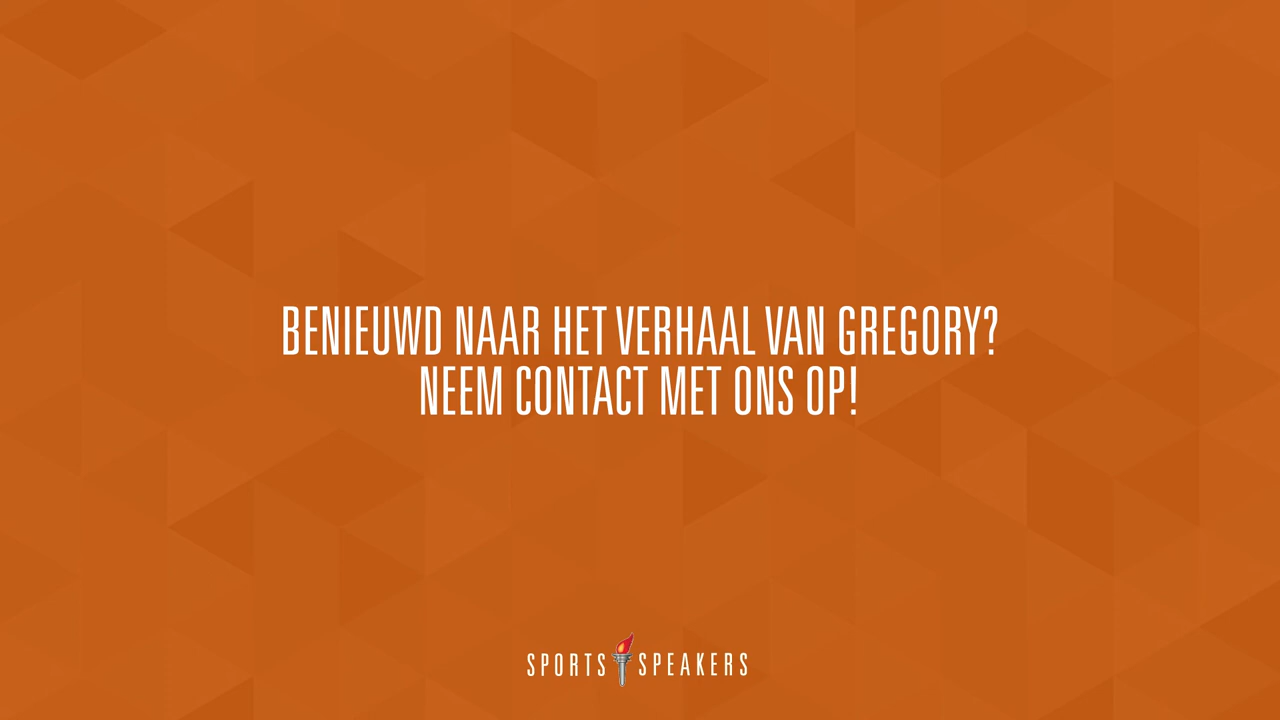 BENIEUWD NAAR HET VERHAAL VAN GREGORY?
NEEM CONTACT MET ONS OP!
SPORTS SPEAKERS